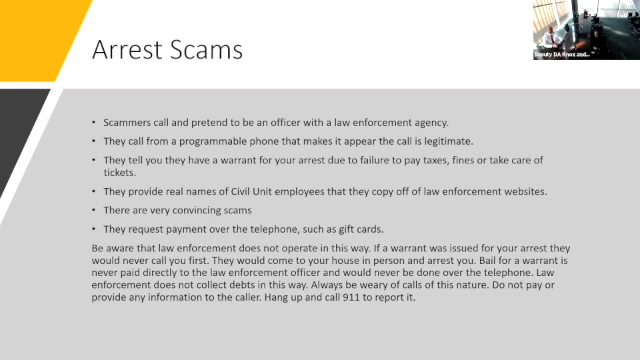 Arrest Scams
Deputy DA Knox and...
• Scammers call and pretend to be an officer with a law enforcement agency.
• They call from a programmable phone that makes it appear the call is legitimate.
• They tell you they have a warrant for your arrest due to failure to pay taxes, fines or take care of
tickets.
• They provide real names of Civil Unit employees that they copy off of law enforcement websites.
• There are very convincing scams
• They request payment over the telephone, such as gift cards.
Be aware that law enforcement does not operate in this way. If a warrant was issued for your arrest they
would never call you first. They would come to your house in person and arrest you. Bail for a warrant is
never paid directly to the law enforcement officer and would never be done over the telephone. Law
enforcement does not collect debts in this way. Always be weary of calls of this nature. Do not pay or
provide any information to the caller. Hang up and call 911 to report it.